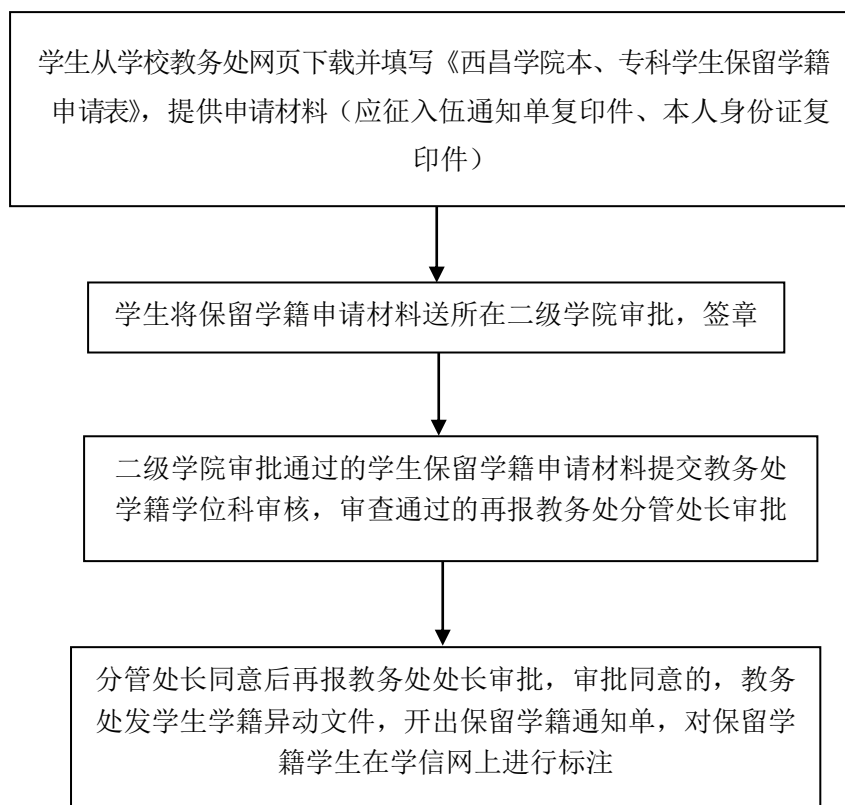 学生从学校教务处网页下载并填写《西昌学院本、专科学生保留学籍
申请表》，提供申请材料（应征入伍通知单复印件、本人身份证复
印件）
学生将保留学籍申请材料送所在二级学院审批，签章
二级学院审批通过的学生保留学籍申请材料提交教务处
学籍学位科审核，审查通过的再报教务处分管处长审批
分管处长同意后再报教务处处长审批，审批同意的，教务
处发学生学籍异动文件，开出保留学籍通知单，对保留学
籍学生在学信网上进行标注